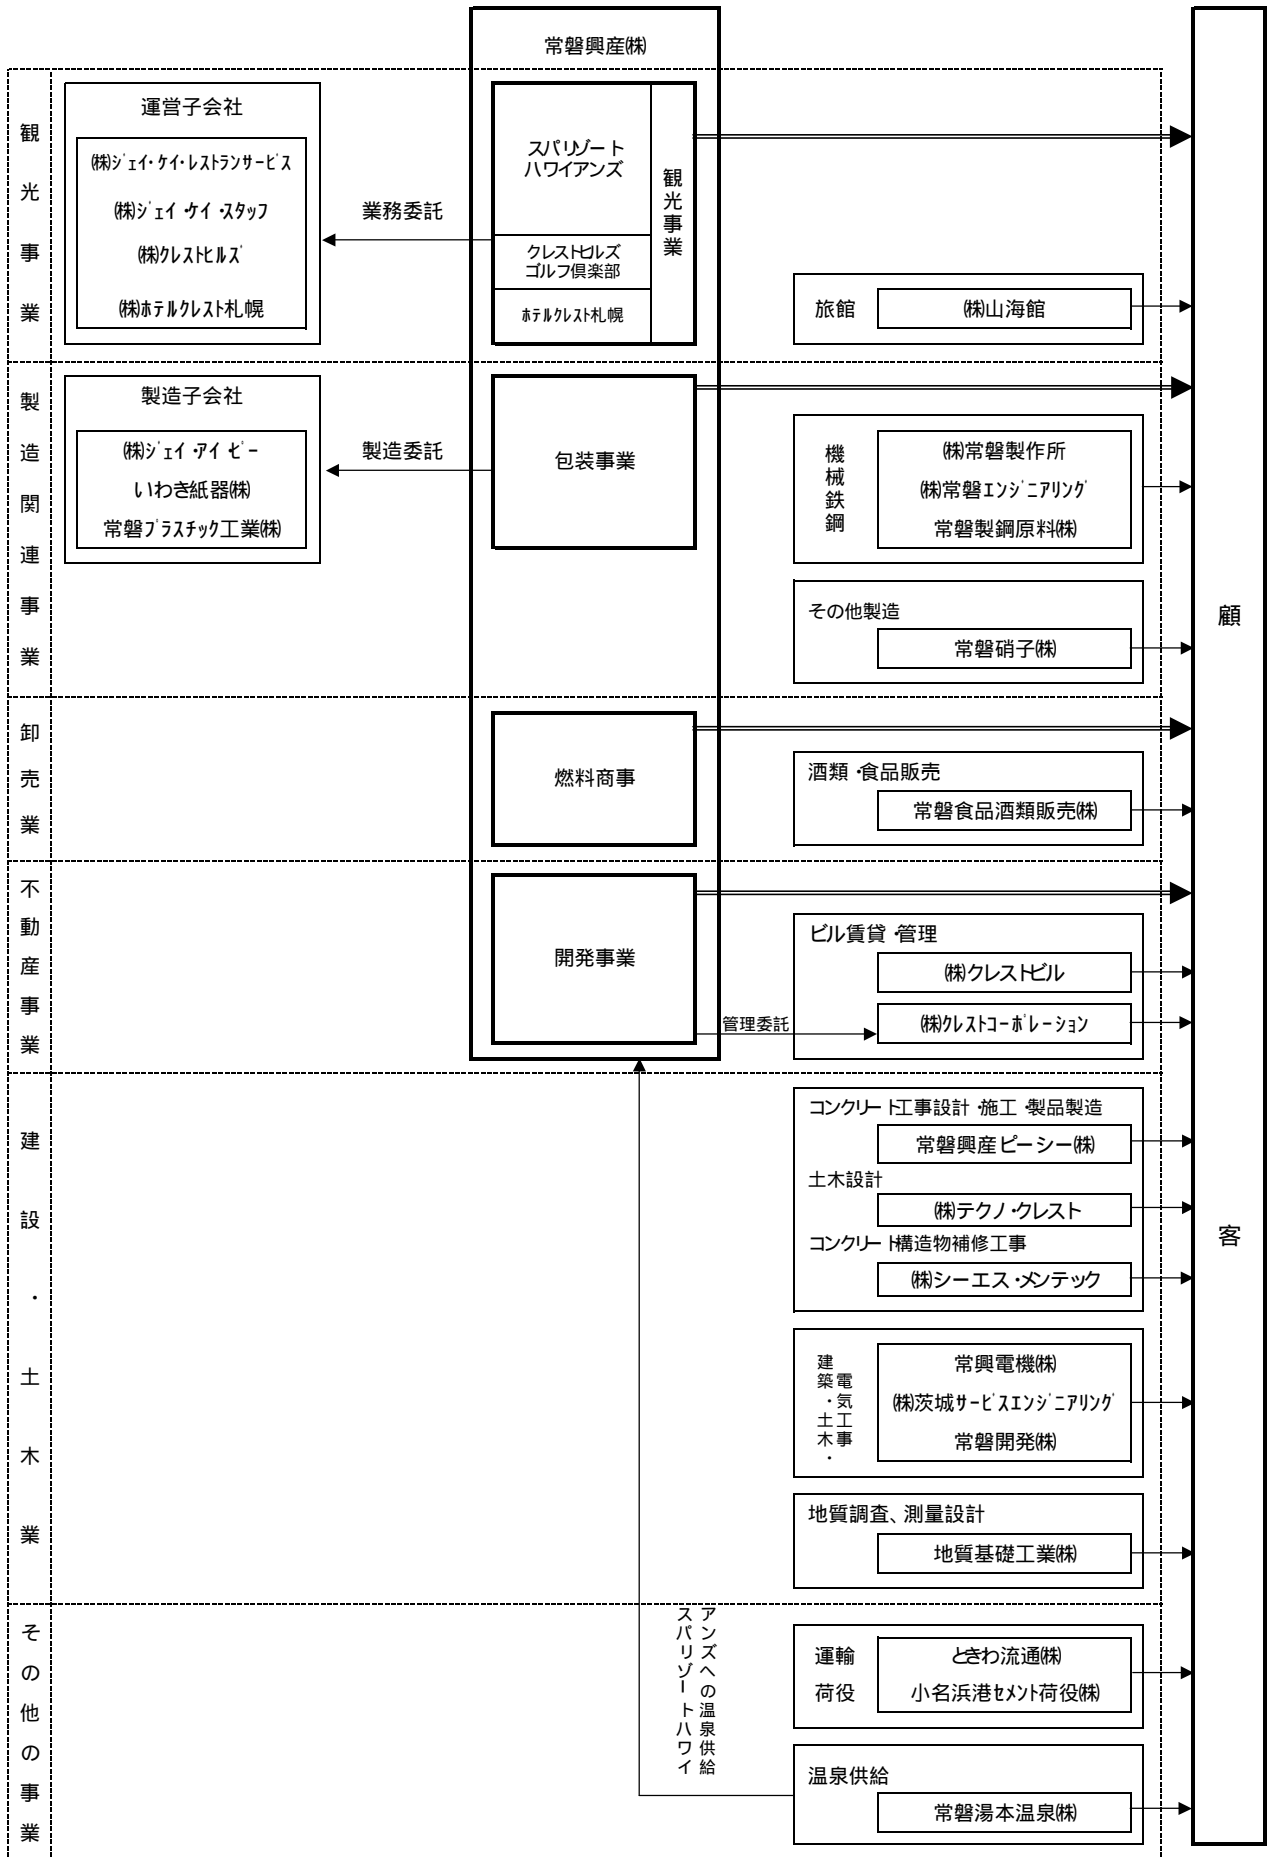 常磐興産㈱
観光事業
運営子会社
㈱ｼﾞｪｲ・ｹｲ・ﾚｽﾄﾗﾝｻｰﾋﾞｽ
㈱ｼﾞｪｲ・ｹｲ・ｽﾀｯﾌ
㈱ｸﾚｽﾄﾋﾙｽﾞ
㈱ﾎﾃﾙｸﾚｽﾄ札幌
業務委託
スパリゾート
ハワイアンズ
クレストヒルズ
ゴルフ倶楽部
ﾎﾃﾙｸﾚｽﾄ札幌
観光事業
旅館
㈱山海館
製造関連事業
製造子会社
㈱ｼﾞｪｲ・ｱｲ・ﾋﾟｰ
いわき紙器㈱
常磐ﾌﾟﾗｽﾁｯｸ工業㈱
製造委託
包装事業
機械鉄鋼
㈱常磐製作所
㈱常磐ｴﾝｼﾞﾆｱﾘﾝｸﾞ
常磐製鋼原料㈱
その他製造
常磐硝子㈱
卸売業
燃料商事
酒類・食品販売
常磐食品酒類販売㈱
不動産事業
開発事業
管理委託
ビル賃貸・管理
㈱クレストビル
㈱ｸﾚｽﾄｺｰﾎﾟﾚｰｼｮﾝ
建設・土木業
コンクリート工事設計・施工・製品製造
常磐興産ピーシー㈱
土木設計
㈱テクノ・クレスト
コンクリート構造物補修工事
㈱シーエス・メンテック
建築・土木・
電気工事
常興電機㈱
㈱茨城ｻｰﾋﾞｽｴﾝｼﾞﾆｱﾘﾝｸﾞ
常磐開発㈱
地質調査、測量設計
地質基礎工業㈱
その他の事業
スパリゾートハワイ
アンズへの温泉供給
運輸
荷役
ときわ流通㈱
小名浜港ｾﾒﾝﾄ荷役㈱
温泉供給
常磐湯本温泉㈱
顧客